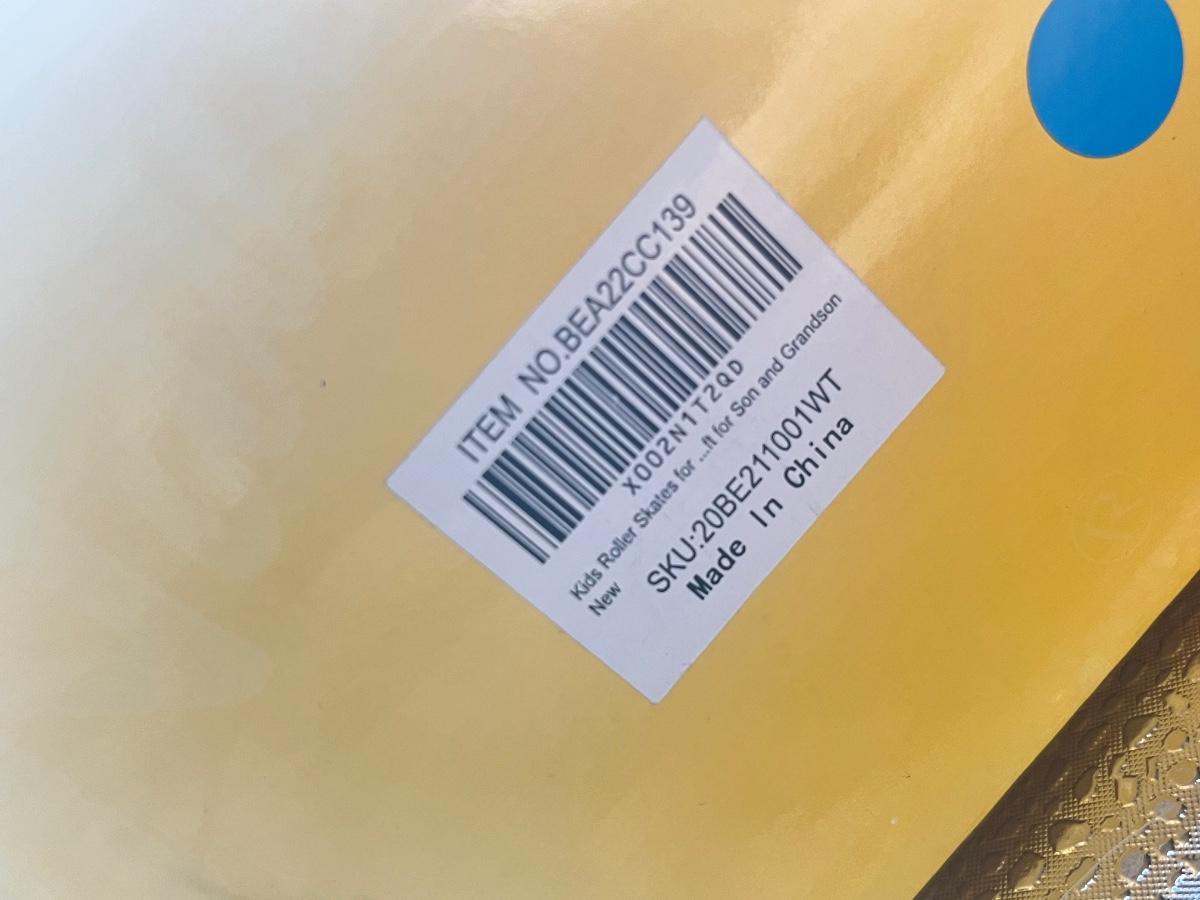 ITEM NO.BEA22CC139
X002N1T2QD
Kids Roller Skates for ...ft for Son and Grandson
New
SKU:20BE211001WT
Made In China